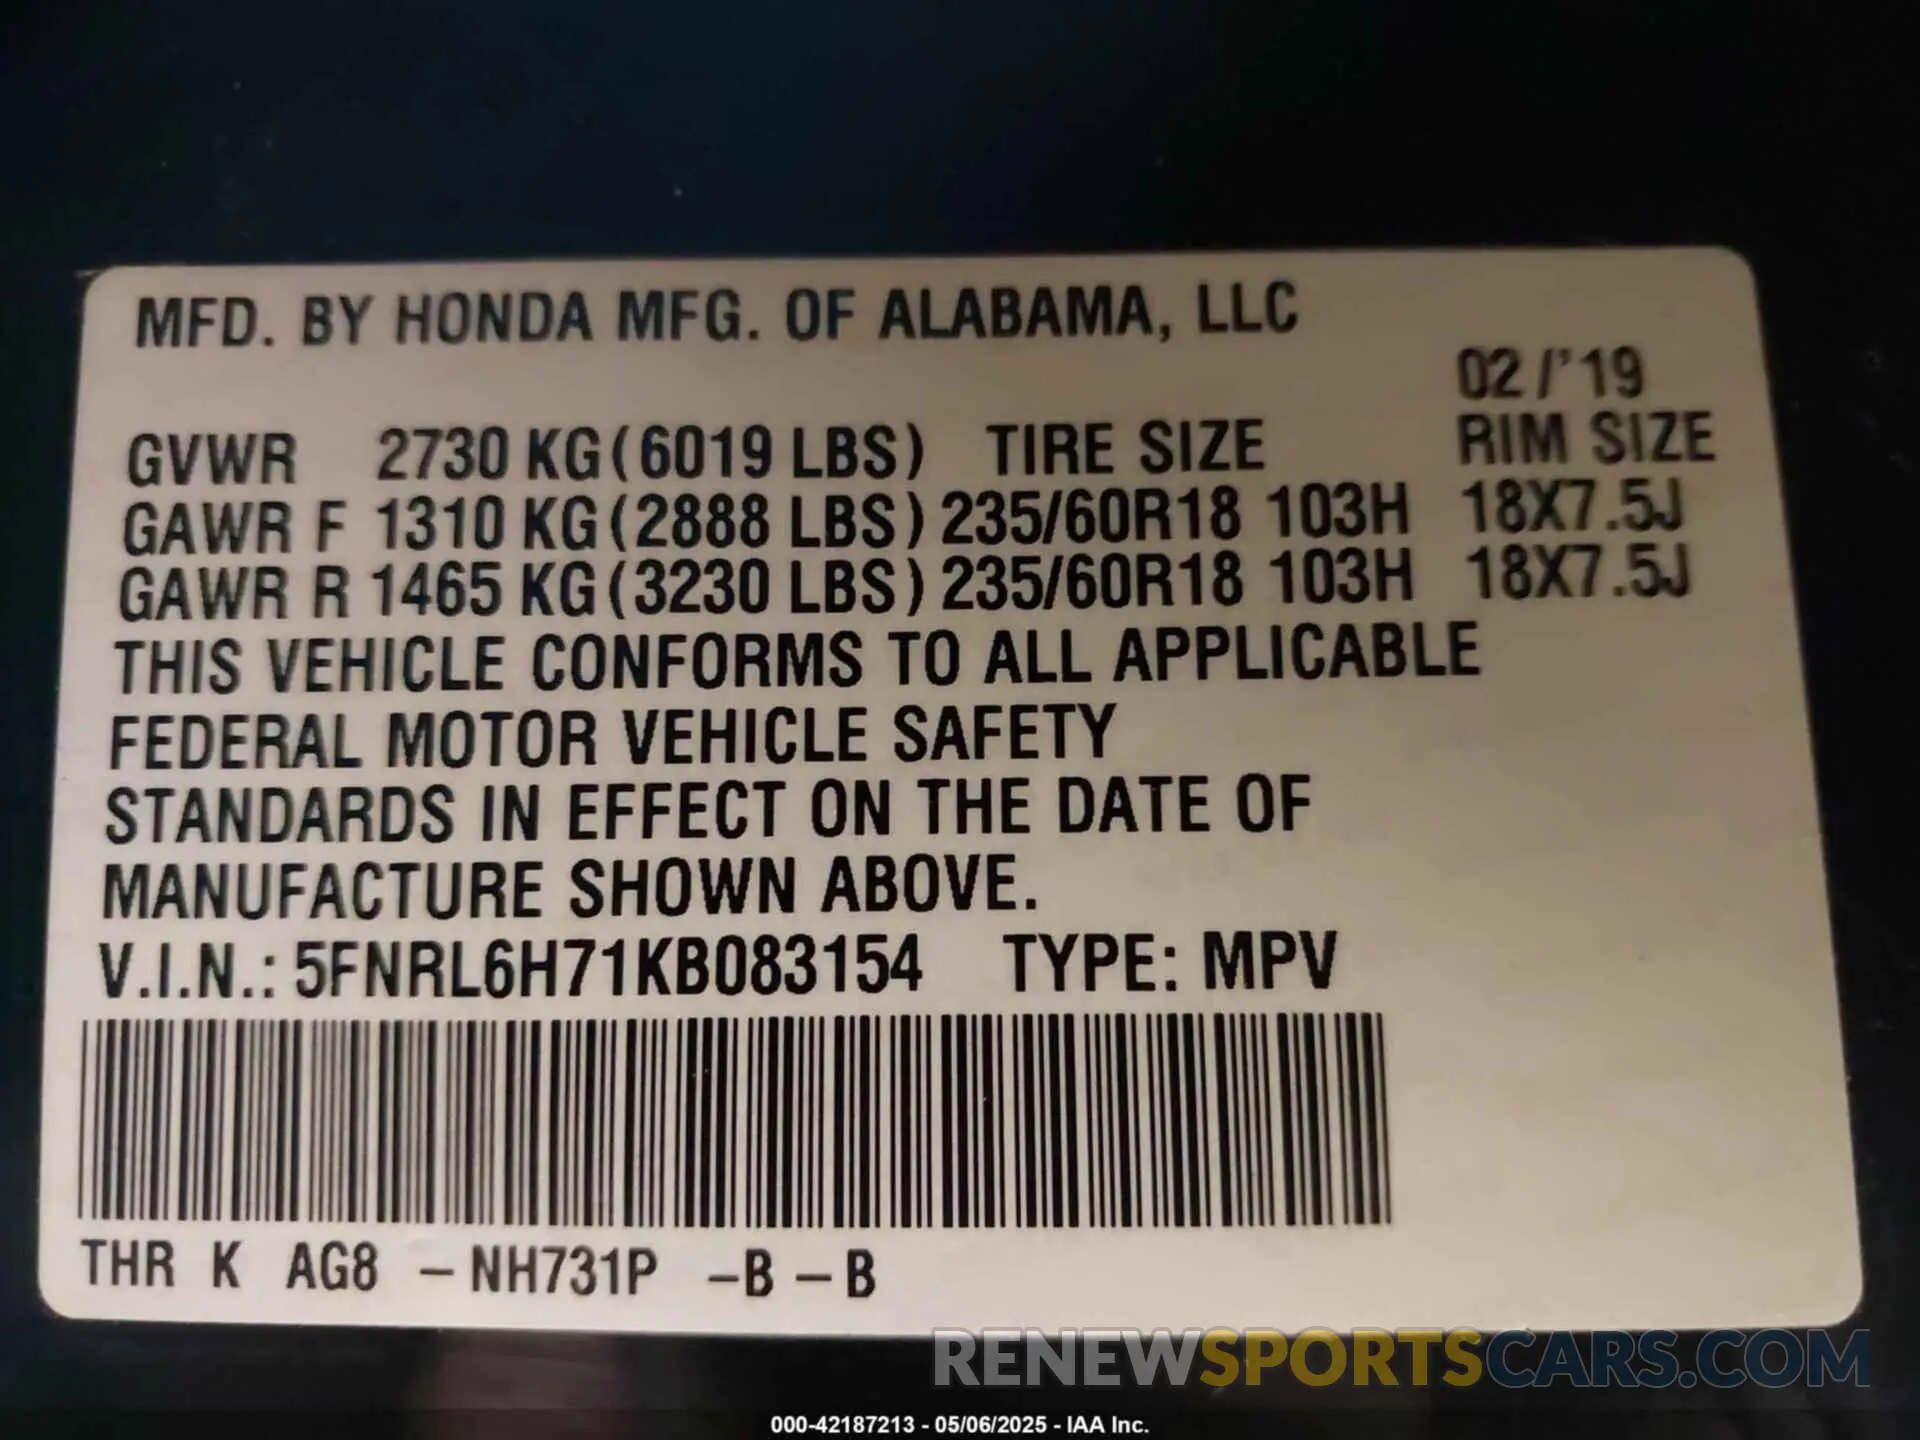 MFD. BY HONDA MFG. OF ALABAMA, LLC
02/'19
GVWR 2730 KG(6019 LBS) TIRE SIZE RIM SIZE
GAWR F 1310 KG(2888 LBS) 235/60R18 103H 18X7.5J
GAWR R 1465 KG(3230 LBS) 235/60R18 103H 18X7.5J
THIS VEHICLE CONFORMS TO ALL APPLICABLE
FEDERAL MOTOR VEHICLE SAFETY
STANDARDS IN EFFECT ON THE DATE OF
MANUFACTURE SHOWN ABOVE.
V.I.N.: 5FNRL6H71KB083154 TYPE: MPV
THR K AG8 – NH731P –B – B
RENEWSPORTSCARS.COM
000-42187213 - 05/06/2025 - IAA Inc.